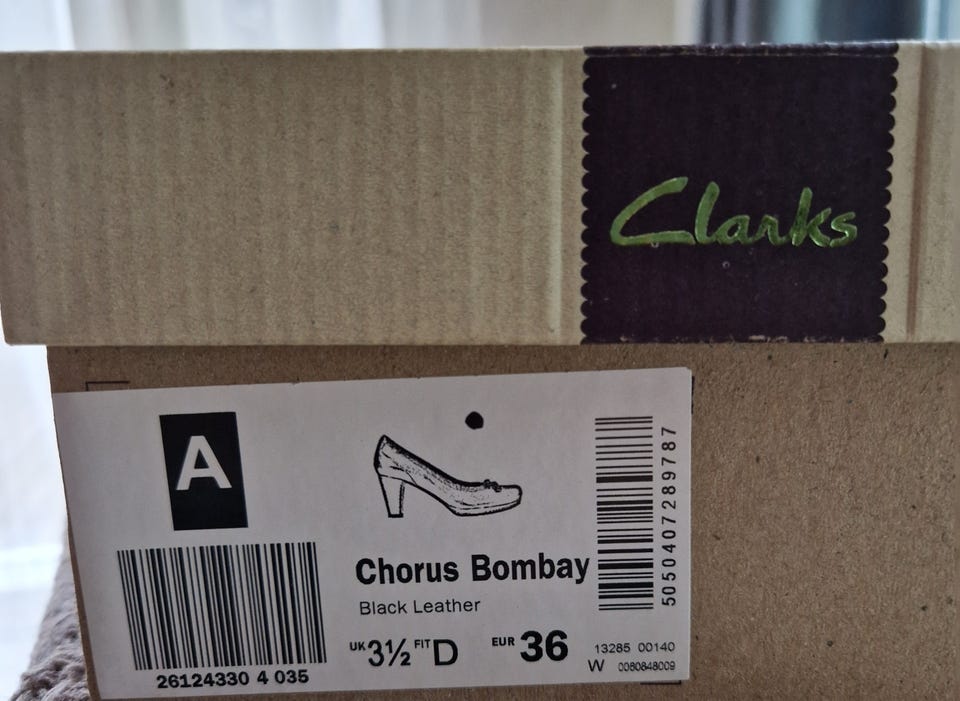 Clarks
A
Chorus Bombay
Black Leather
UK 3½ FIT D EUR 36
26124330 4 035
5050407289787
13285 00140
W 0080848009